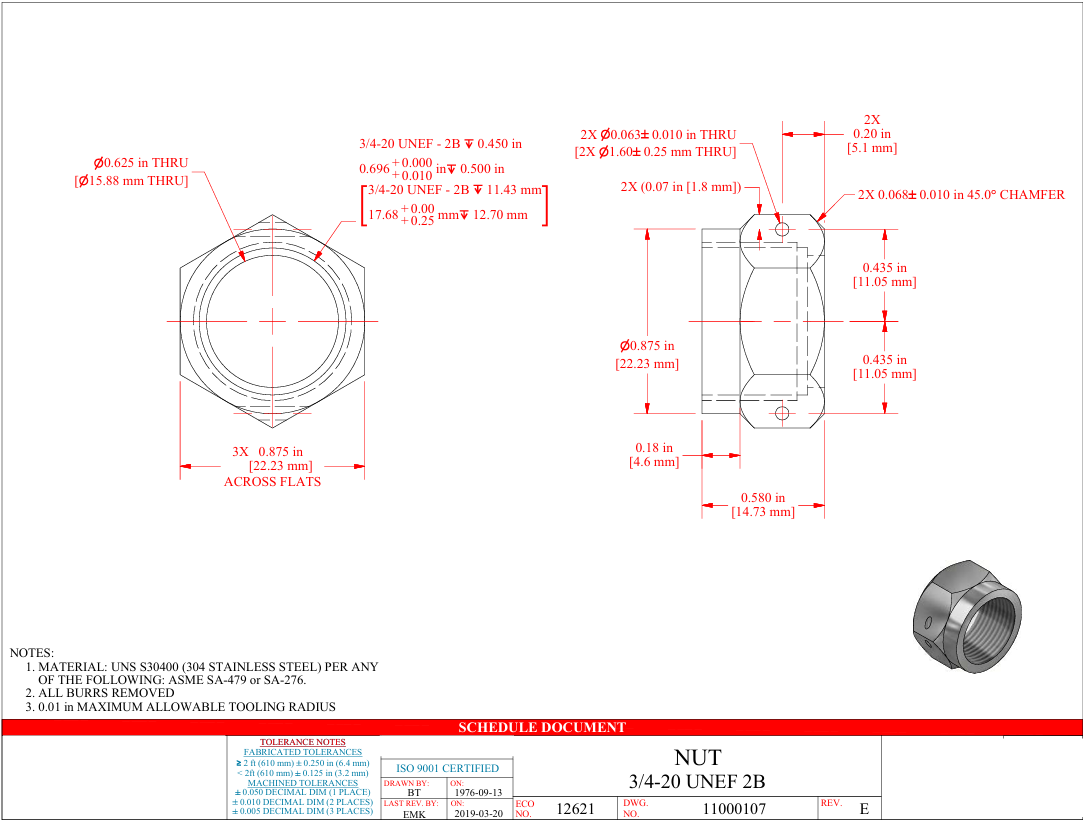 3/4-20 UNEF - 2B ↧ 0.450 in
0.696 +0.000 +0.010 in ↧ 0.500 in
3/4-20 UNEF - 2B ↧ 11.43 mm
17.68 +0.00 +0.25 mm ↧ 12.70 mm
Ø0.625 in THRU
[Ø15.88 mm THRU]
3X 0.875 in
[22.23 mm]
ACROSS FLATS
2X Ø0.063± 0.010 in THRU
[2X Ø1.60± 0.25 mm THRU]
2X
0.20 in
[5.1 mm]
2X (0.07 in [1.8 mm])
2X 0.068± 0.010 in 45.0° CHAMFER
0.435 in
[11.05 mm]
Ø0.875 in
[22.23 mm]
0.435 in
[11.05 mm]
0.18 in
[4.6 mm]
0.580 in
[14.73 mm]
NOTES:
1. MATERIAL: UNS S30400 (304 STAINLESS STEEL) PER ANY
OF THE FOLLOWING: ASME SA-479 or SA-276.
2. ALL BURRS REMOVED
3. 0.01 in MAXIMUM ALLOWABLE TOOLING RADIUS
SCHEDULE DOCUMENT
TOLERANCE NOTES
FABRICATED TOLERANCES
≥ 2 ft (610 mm) ± 0.250 in (6.4 mm)
< 2ft (610 mm) ± 0.125 in (3.2 mm)
MACHINED TOLERANCES
± 0.050 DECIMAL DIM (1 PLACE)
± 0.010 DECIMAL DIM (2 PLACES)
± 0.005 DECIMAL DIM (3 PLACES)
ISO 9001 CERTIFIED
DRAWN BY: ON:
BT 1976-09-13
LAST REV. BY: ON:
EMK 2019-03-20
NUT
3/4-20 UNEF 2B
ECO NO. 12621
DWG. NO. 11000107
REV. E